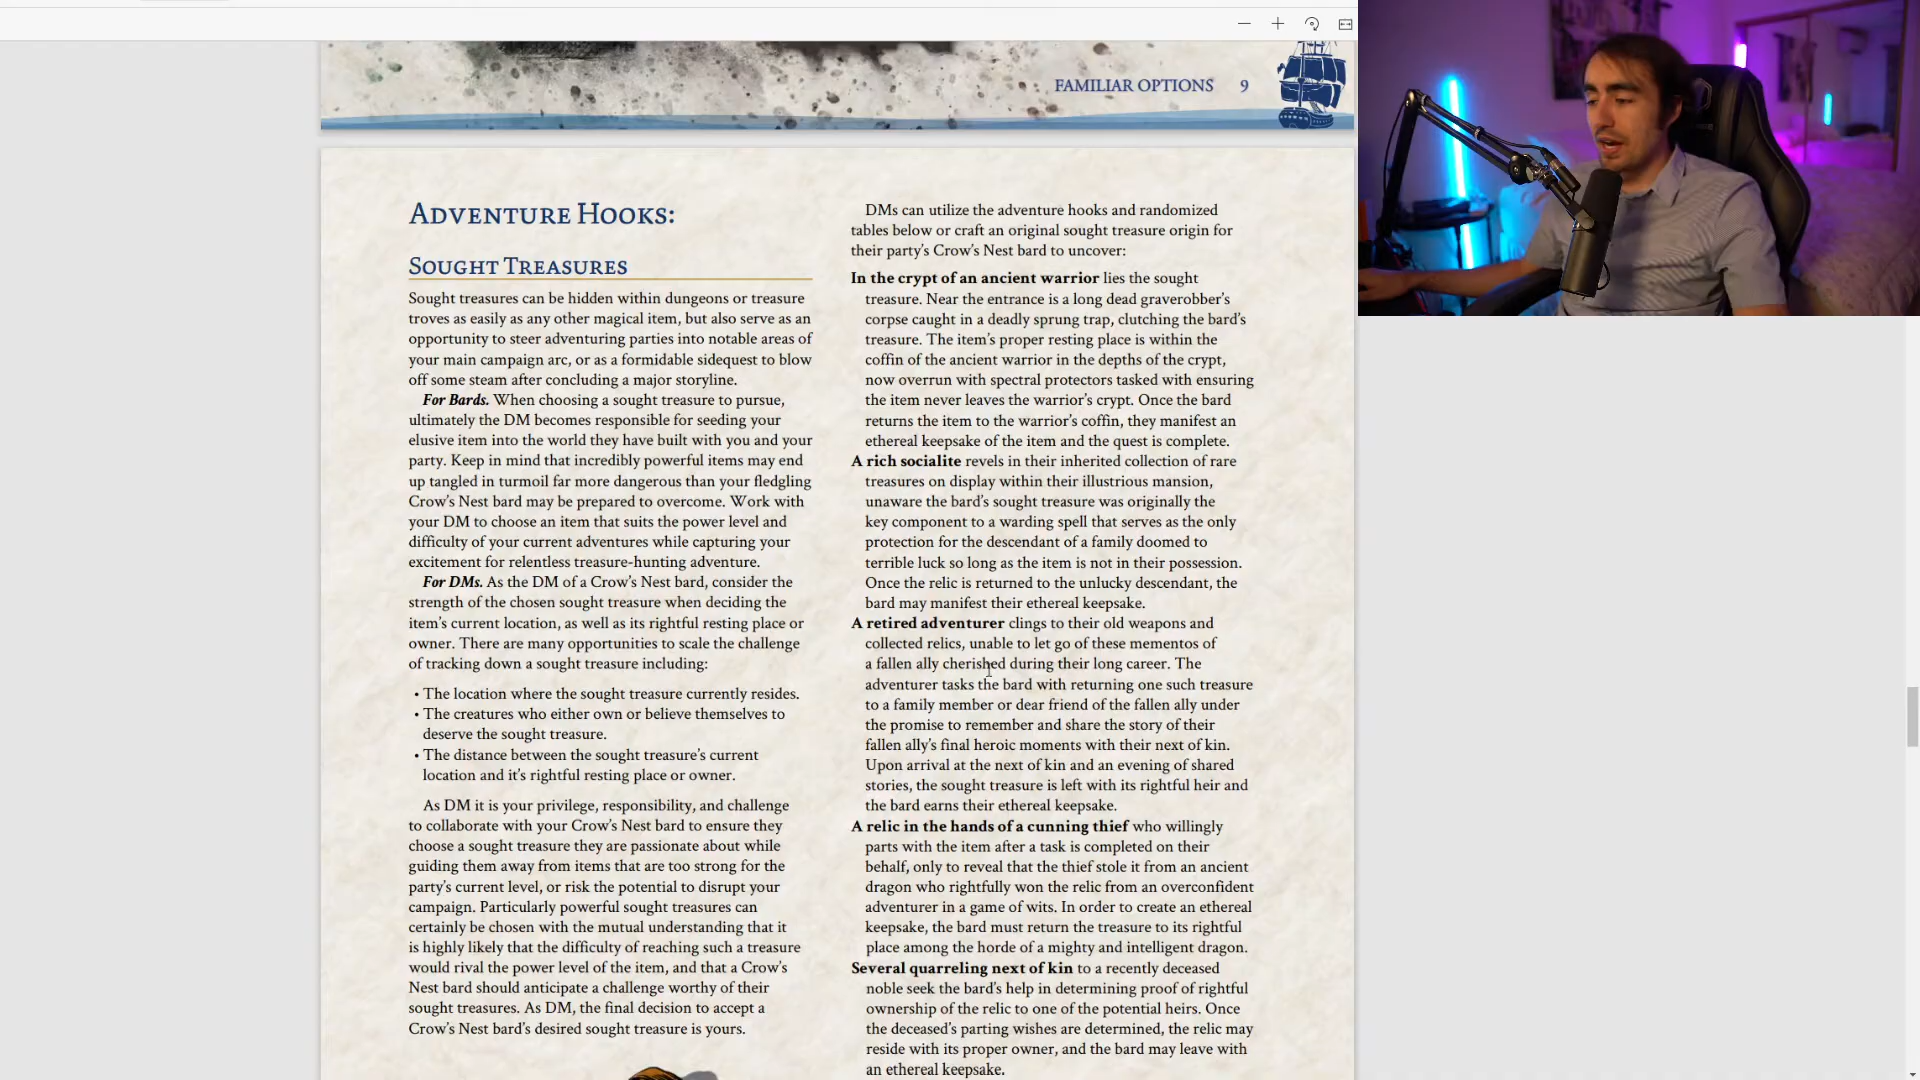 FAMILIAR OPTIONS 9
ADVENTURE HOOKS:
SOUGHT TREASURES
Sought treasures can be hidden within dungeons or treasure
troves as easily as any other magical item, but also serve as an
opportunity to steer adventuring parties into notable areas of
your main campaign arc, or as a formidable sidequest to blow
off some steam after concluding a major storyline.
For Bards. When choosing a sought treasure to pursue,
ultimately the DM becomes responsible for seeding your
elusive item into the world they have built with you and your
party. Keep in mind that incredibly powerful items may end
up tangled in turmoil far more dangerous than your fledgling
Crow's Nest bard may be prepared to overcome. Work with
your DM to choose an item that suits the power level and
difficulty of your current adventures while capturing your
excitement for relentless treasure-hunting adventure.
For DMs. As the DM of a Crow's Nest bard, consider the
strength of the chosen sought treasure when deciding the
item's current location, as well as its rightful resting place or
owner. There are many opportunities to scale the challenge
of tracking down a sought treasure including:
• The location where the sought treasure currently resides.
• The creatures who either own or believe themselves to
deserve the sought treasure.
• The distance between the sought treasure's current
location and it's rightful resting place or owner.
As DM it is your privilege, responsibility, and challenge
to collaborate with your Crow's Nest bard to ensure they
choose a sought treasure they are passionate about while
guiding them away from items that are too strong for the
party's current level, or risk the potential to disrupt your
campaign. Particularly powerful sought treasures can
certainly be chosen with the mutual understanding that it
is highly likely that the difficulty of reaching such a treasure
would rival the power level of the item, and that a Crow's
Nest bard should anticipate a challenge worthy of their
sought treasures. As DM, the final decision to accept a
Crow's Nest bard's desired sought treasure is yours.
DMs can utilize the adventure hooks and randomized
tables below or craft an original sought treasure origin for
their party's Crow's Nest bard to uncover:
In the crypt of an ancient warrior lies the sought
treasure. Near the entrance is a long dead graverobber's
corpse caught in a deadly sprung trap, clutching the bard's
treasure. The item's proper resting place is within the
coffin of the ancient warrior in the depths of the crypt,
now overrun with spectral protectors tasked with ensuring
the item never leaves the warrior's crypt. Once the bard
returns the item to the warrior's coffin, they manifest an
ethereal keepsake of the item and the quest is complete.
A rich socialite revels in their inherited collection of rare
treasures on display within their illustrious mansion,
unaware the bard's sought treasure was originally the
key component to a warding spell that serves as the only
protection for the descendant of a family doomed to
terrible luck so long as the item is not in their possession.
Once the relic is returned to the unlucky descendant, the
bard may manifest their ethereal keepsake.
A retired adventurer clings to their old weapons and
collected relics, unable to let go of these mementos of
a fallen ally cherished during their long career. The
adventurer tasks the bard with returning one such treasure
to a family member or dear friend of the fallen ally under
the promise to remember and share the story of their
fallen ally's final heroic moments with their next of kin.
Upon arrival at the next of kin and an evening of shared
stories, the sought treasure is left with its rightful heir and
the bard earns their ethereal keepsake.
A relic in the hands of a cunning thief who willingly
parts with the item after a task is completed on their
behalf, only to reveal that the thief stole it from an ancient
dragon who rightfully won the relic from an overconfident
adventurer in a game of wits. In order to create an ethereal
keepsake, the bard must return the treasure to its rightful
place among the horde of a mighty and intelligent dragon.
Several quarreling next of kin to a recently deceased
noble seek the bard's help in determining proof of rightful
ownership of the relic to one of the potential heirs. Once
the deceased's parting wishes are determined, the relic may
reside with its proper owner, and the bard may leave with
an ethereal keepsake.